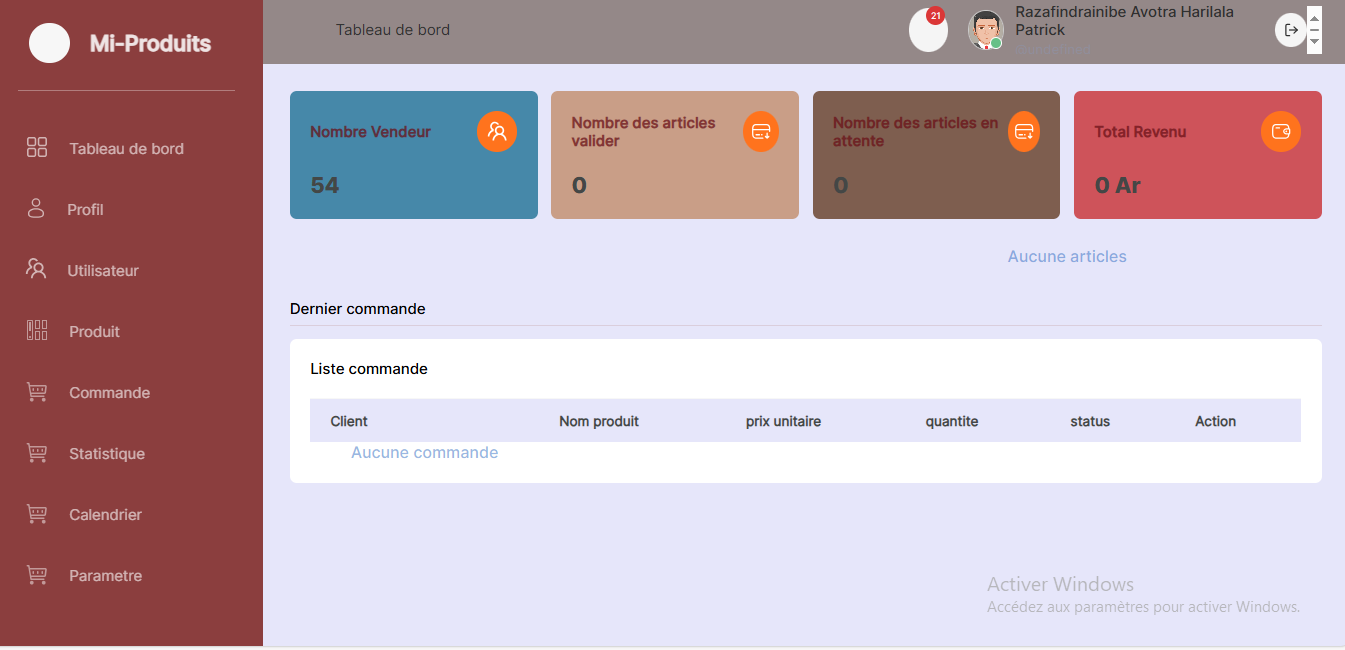 Mi-Produits
Tableau de bord
Profil
Utilisateur
Produit
Commande
Statistique
Calendrier
Parametre
Tableau de bord
21
Razafindrainibe Avotra Harilala
Patrick
Nombre Vendeur
54
Nombre des articles
valider
0
Nombre des articles en
attente
0
Total Revenu
0 Ar
Aucune articles
Dernier commande
Liste commande
Client Nom produit prix unitaire quantite status Action
Aucune commande
Activer Windows
Accédez aux paramètres pour activer Windows.